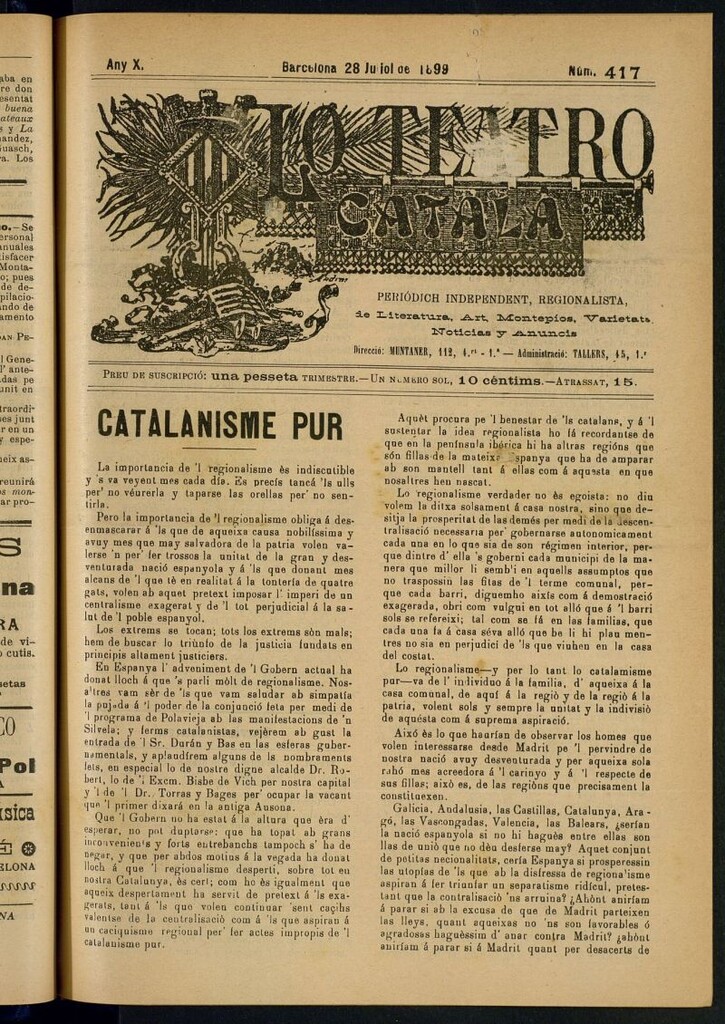 Any X.
Barcelona 28 Juliol de 1899
Núm. 417
LO TEATRO
CATALÀ
PERIÓDICH INDEPENDENT, REGIONALISTA,
de Literatura, Art, Montepios, Varietats,
Noticias y Anuncis
Direcció: MUNTANER, 112, 4.rt - 1.ª — Administració: TALLERS, 45, 1.r
PREU DE SUSCRIPCIÓ: una pesseta TRIMESTRE.—UN NUMERO SOL, 10 céntims.—ATRASSAT, 15.
CATALANISME PUR
La importancia de 'l regionalisme ès indiscutible
y 's va veyent mes cada día. Es precis tancá 'ls ulls
per' no véurerla y taparse las orellas per' no sen-
tirla.
Pero la importancia de 'l regionalisme obliga á des-
enmascarar á 'ls que de aqueixa causa nobilíssima y
avuy mes que may salvadora de la patria volen va-
lerse 'n per' fer trossos la unitat de la gran y des-
venturada nació espanyola y á 'ls que donant mes
alcans de 'l que tè en realitat á la tontería de quatre
gats, volen ab aquet pretext imposar l' imperi de un
centralisme exagerat y de 'l tot perjudicial á la sa-
lut de 'l poble espanyol.
Los extrems se tocan; tots los extrems sòn mals;
hem de buscar lo triunfo de la justicia fundats en
principis altament justiciers.
En Espanya l' adveniment de 'l Gobern actual ha
donat lloch á que 's parli mòlt de regionalisme. Nos-
altres vam sèr de 'ls que vam saludar ab simpatía
la pujada á 'l poder de la conjunció feta per medi de
'l programa de Polavieja ab las manifestacions de 'n
Silvela; y ferms catalanistas, vejèrem ab gust la
entrada de 'l Sr. Durán y Bas en las esferas guber-
namentals, y aplandírem alguns de los nombraments
fets, en especial lo de nostre digne alcalde Dr. Ro-
bert, lo de 'l Excm. Bisbe de Vich per nostra capital
y 'l de 'l Dr. Torras y Bages per' ocupar la vacant
que 'l primer dixará en la antiga Ausona.
Que 'l Gobern no ha estat á la altura que èra d'
esperar, no pot duptarse: que ha topat ab grans
inconvenients y forts entrebanchs tampoch s' ha de
negar, y que per abdos motius á la vegada ha donat
lloch á que 'l regionalisme desperti, sobre tot en
nostra Catalunya, ès cert; com ho ès igualment que
aqueix despertament ha servit de pretext á 'ls exa-
gerats, tant á 'ls que volen continuar 'sent caçichs
valentse de la centralisació com á 'ls que aspiran á
un caciquisme regional per' fer actes impropis de 'l
catalanisme pur.
Aquèt procura pe 'l benestar de 'ls catalans, y á 'l
sustentar la idea regionalista ho fá recordantse de
que en la península ibèrica hi ha altras regións que
sòn fillas de la mateixa Espanya que ha de amparar
ab son mantell tant á ellas com á aquesta en que
nosaltres hen nascut.
Lo regionalisme verdader no ès egoista: no diu
volem la ditxa solsament á casa nostra, sino que de-
sitja la prosperitat de las demés per medi de la descen-
tralisació necessaria per' gobernarse autonomicament
cada una en lo que sia de son régimen interior, per-
que dintre d' ella 's goberni cada municipi de la ma-
nera que millor li sembl'i en aquells assumptos que
no traspossin las fitas de 'l terme comunal, per-
que cada barri, diguemho aixís com á demostració
exagerada, obri com vulgui en tot alló que á 'l barri
sols se refereixi; tal com se fá en las familias, que
cada una fa á casa séva alló que be li hi plau men-
tres no sia en perjudici de 'ls que viuhen en la casa
del costat.
Lo regionalisme—y per lo tant lo catalamisme
pur—va de l' individuo á la familia, d' aqueixa á la
casa comunal, de aquí á la regió y de la regió á la
patria, volent sols y sempre la unitat y la indivisió
de aquésta com á suprema aspiració.
Aixó ès lo que haurían de observar los homes que
volen interessarse desde Madrit pe 'l pervindre de
nostra nació avuy desventurada y per aqueixa sola
rahó mes acreedora á 'l carinyo y á 'l respecte de
sus fillas; aixó es, de las regións que precisament la
constitueixen.
Galicia, Andalusía, las Castillas, Catalunya, Ara-
gó, las Vascongadas, Valencia, las Balears, ¿serían
la nació espanyola si no hi hagués entre ellas son
llas de unió que no déu desferse may? Aquet conjunt
de petitas necionalitats, cería Espanya si prosperessin
las utopías de 'ls que ab la disfressa de regionalisme
aspiran á fer triunfar un separatisme ridícul, pretes-
tant que la contralisació 'ns arruina? ¿Ahònt aniríam
á parar si ab la excusa de que de Madrit parteixen
las lleys, quant aqueixas no 'ns son favorables ó
agradosas haguèssim d' anar contra Madrit? ¿ahònt
aniríam á parar si á Madrit quant per desacerts de